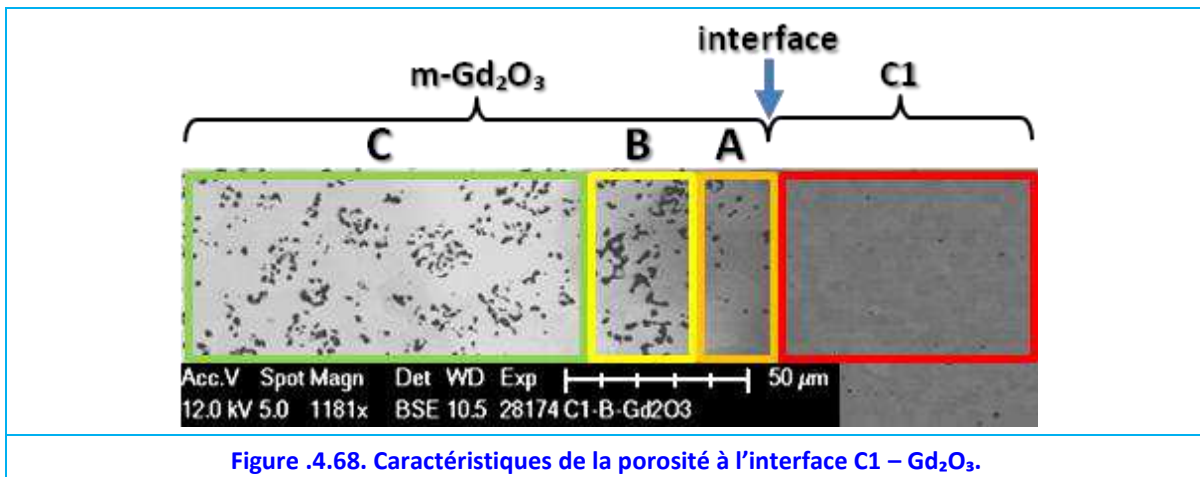 interface
m-Gd₂O₃
C1
C B A
Acc.V Spot Magn Det WD Exp 50 µm
12.0 kV 5.0 1181x BSE 10.5 28174 C1-B-Gd2O3
Figure .4.68. Caractéristiques de la porosité à l’interface C1 – Gd₂O₃.